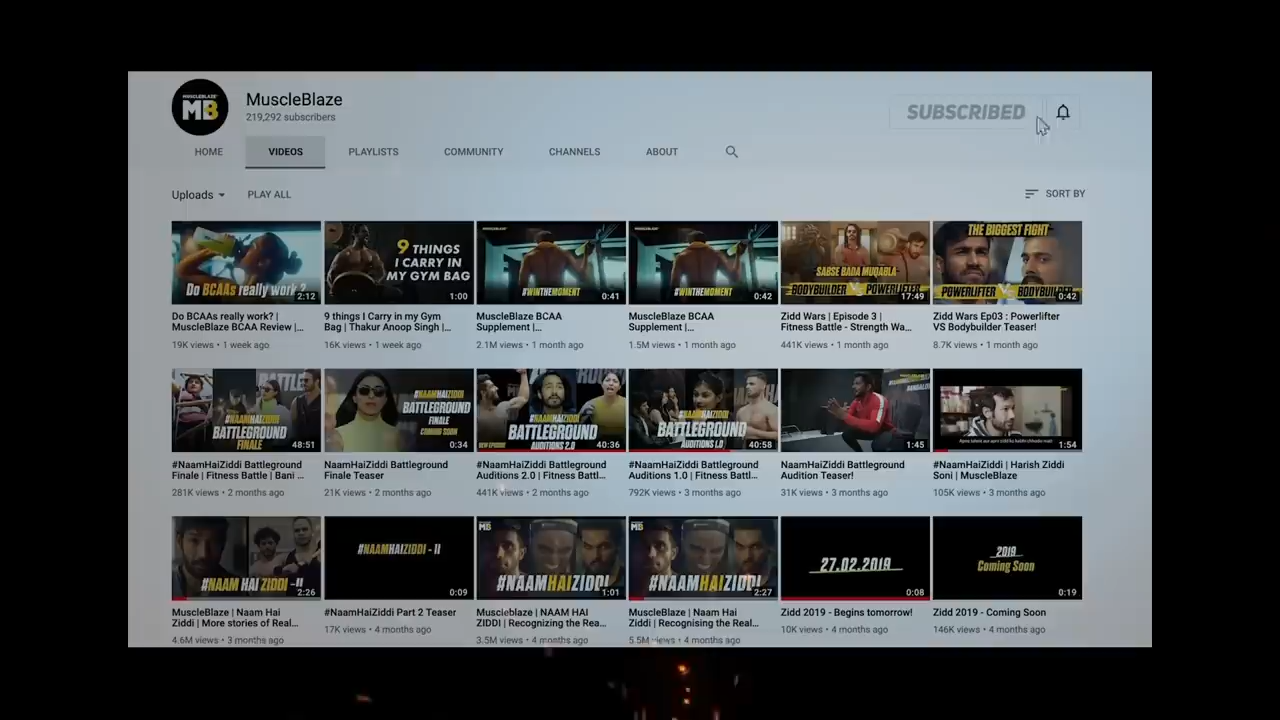 MUSCLEBLAZE
MB
MuscleBlaze
219,292 subscribers
SUBSCRIBED
HOME VIDEOS PLAYLISTS COMMUNITY CHANNELS ABOUT
Uploads PLAY ALL SORT BY
Do BCAAs really work?
2:12
9 THINGS
I CARRY IN
MY GYM BAG
1:00
#WINTHEMOMENT
0:41
#WINTHEMOMENT
0:42
SABSE BADA MUQABLA
BODYBUILDER VS POWERLIFTER
17:49
THE BIGGEST FIGHT
POWERLIFTER VS BODYBUILDER
0:42
Do BCAAs really work? |
MuscleBlaze BCAA Review |...
19K views • 1 week ago
9 things I Carry in my Gym
Bag | Thakur Anoop Singh |...
16K views • 1 week ago
MuscleBlaze BCAA
Supplement |...
2.1M views • 1 month ago
MuscleBlaze BCAA
Supplement |...
1.5M views • 1 month ago
Zidd Wars | Episode 3 |
Fitness Battle - Strength Wa...
441K views • 1 month ago
Zidd Wars Ep03 : Powerlifter
VS Bodybuilder Teaser!
8.7K views • 1 month ago
#NAAMHAIZIDDI
BATTLEGROUND
FINALE
48:51
#NAAMHAIZIDDI
BATTLEGROUND
FINALE
COMING SOON
0:34
#NAAMHAIZIDDI
BATTLEGROUND
NEW EPISODE AUDITIONS 2.0
40:36
#NAAMHAIZIDDI
BATTLEGROUND
AUDITIONS 1.0
40:58
1:45
1:54
#NaamHaiZiddi Battleground
Finale | Fitness Battle | Bani ...
281K views • 2 months ago
NaamHaiZiddi Battleground
Finale Teaser
21K views • 2 months ago
#NaamHaiZiddi Battleground
Auditions 2.0 | Fitness Battl...
441K views • 2 months ago
#NaamHaiZiddi Battleground
Auditions 1.0 | Fitness Battl...
792K views • 3 months ago
NaamHaiZiddi Battleground
Audition Teaser!
31K views • 3 months ago
#NaamHaiZiddi | Harish Ziddi
Soni | MuscleBlaze
105K views • 3 months ago
#NAAM HAI ZIDDI -II
2:26
#NAAMHAIZIDDI - II
0:09
MB
#NAAMHAIZIDDI
1:01
MB
#NAAMHAIZIDDI
2:27
27.02.2019
0:08
2019
Coming Soon
0:19
MuscleBlaze | Naam Hai
Ziddi | More stories of Real...
4.6M views • 3 months ago
#NaamHaiZiddi Part 2 Teaser
17K views • 4 months ago
Muscleblaze | NAAM HAI
ZIDDI | Recognizing the Rea...
3.5M views • 4 months ago
MuscleBlaze | Naam Hai
Ziddi | Recognising the Real...
5.5M views • 4 months ago
Zidd 2019 - Begins tomorrow!
10K views • 4 months ago
Zidd 2019 - Coming Soon
146K views • 4 months ago